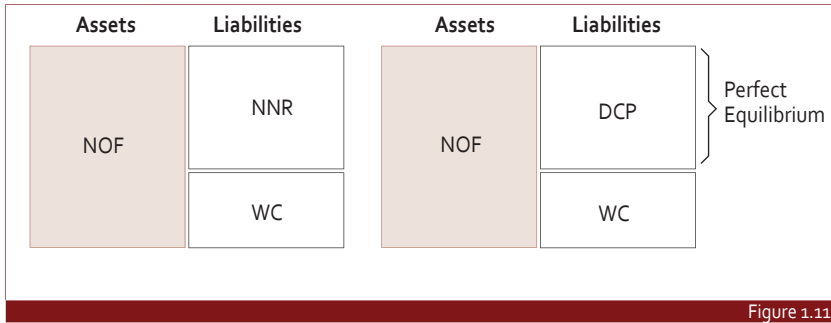 Assets Liabilities Assets Liabilities
NNR
DCP
Perfect
Equilibrium
NOF
NOF
WC
WC
Figure 1.11